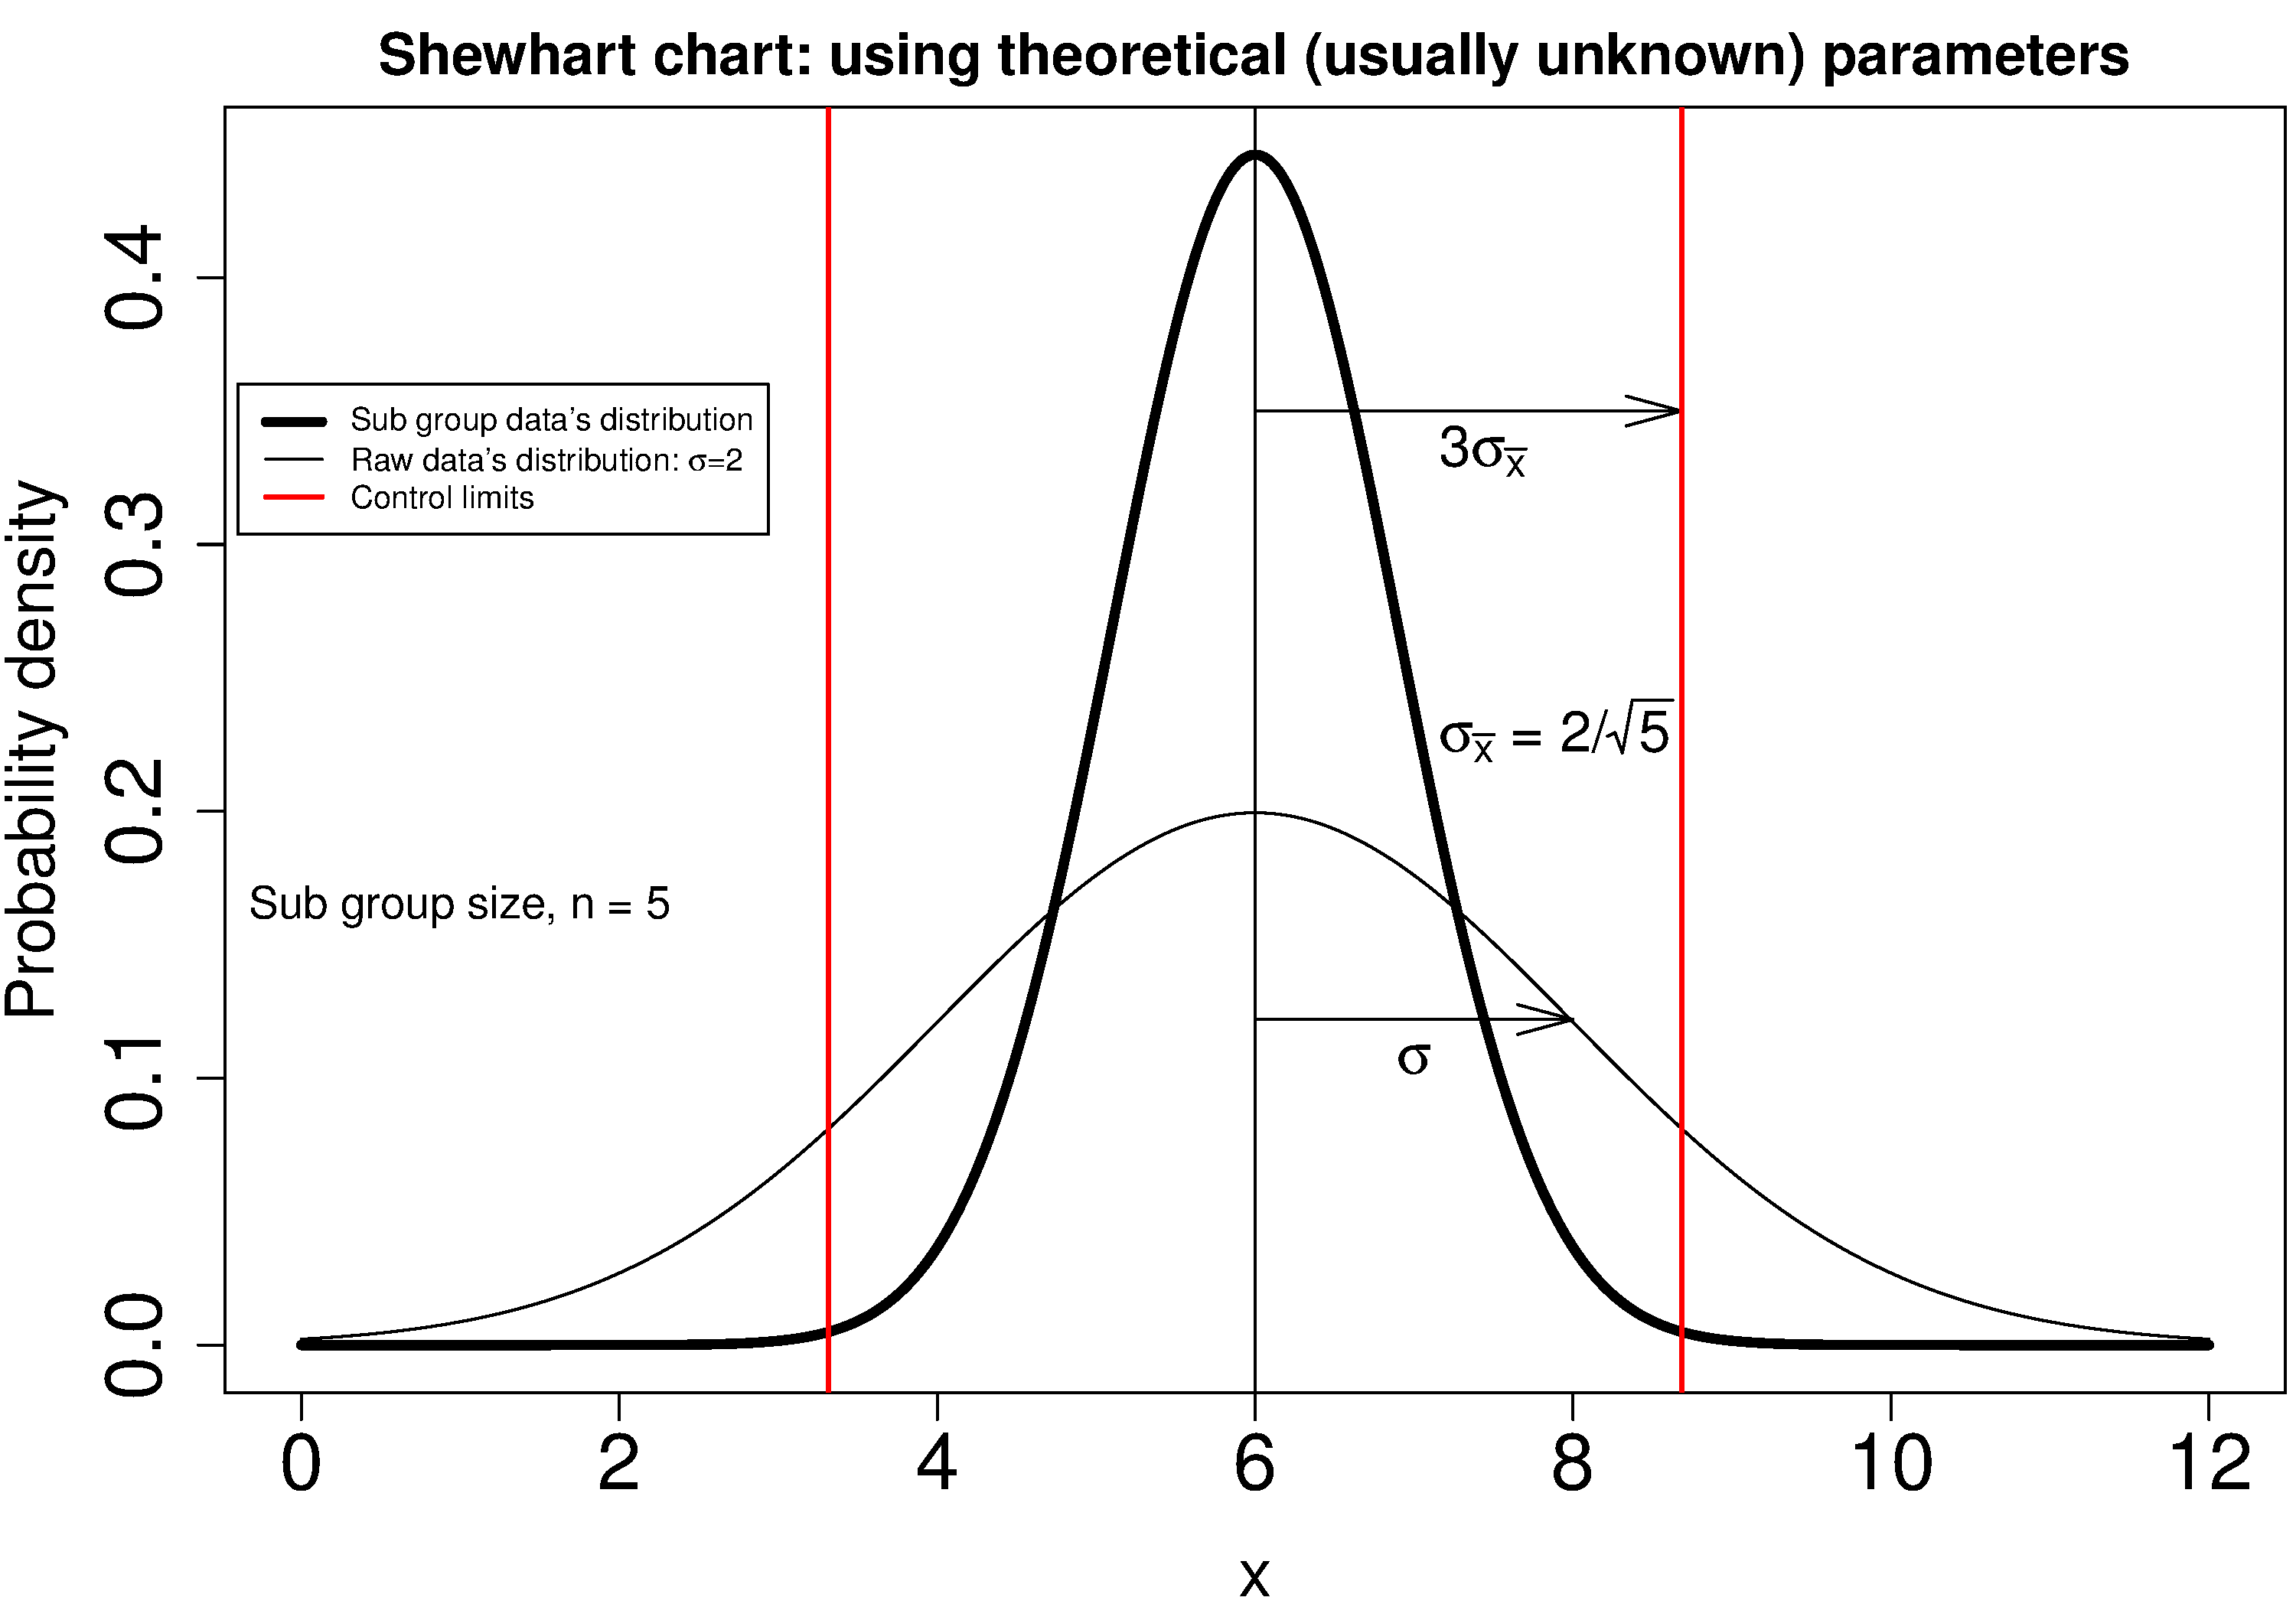 Shewhart chart: using theoretical (usually unknown) parameters
Probability density
0.4
0.3
0.2
0.1
0.0
Sub group data's distribution
Raw data's distribution: σ=2
Control limits
3σx̅
σx̅ = 2/√5
Sub group size, n = 5
σ
0 2 4 6 8 10 12
x